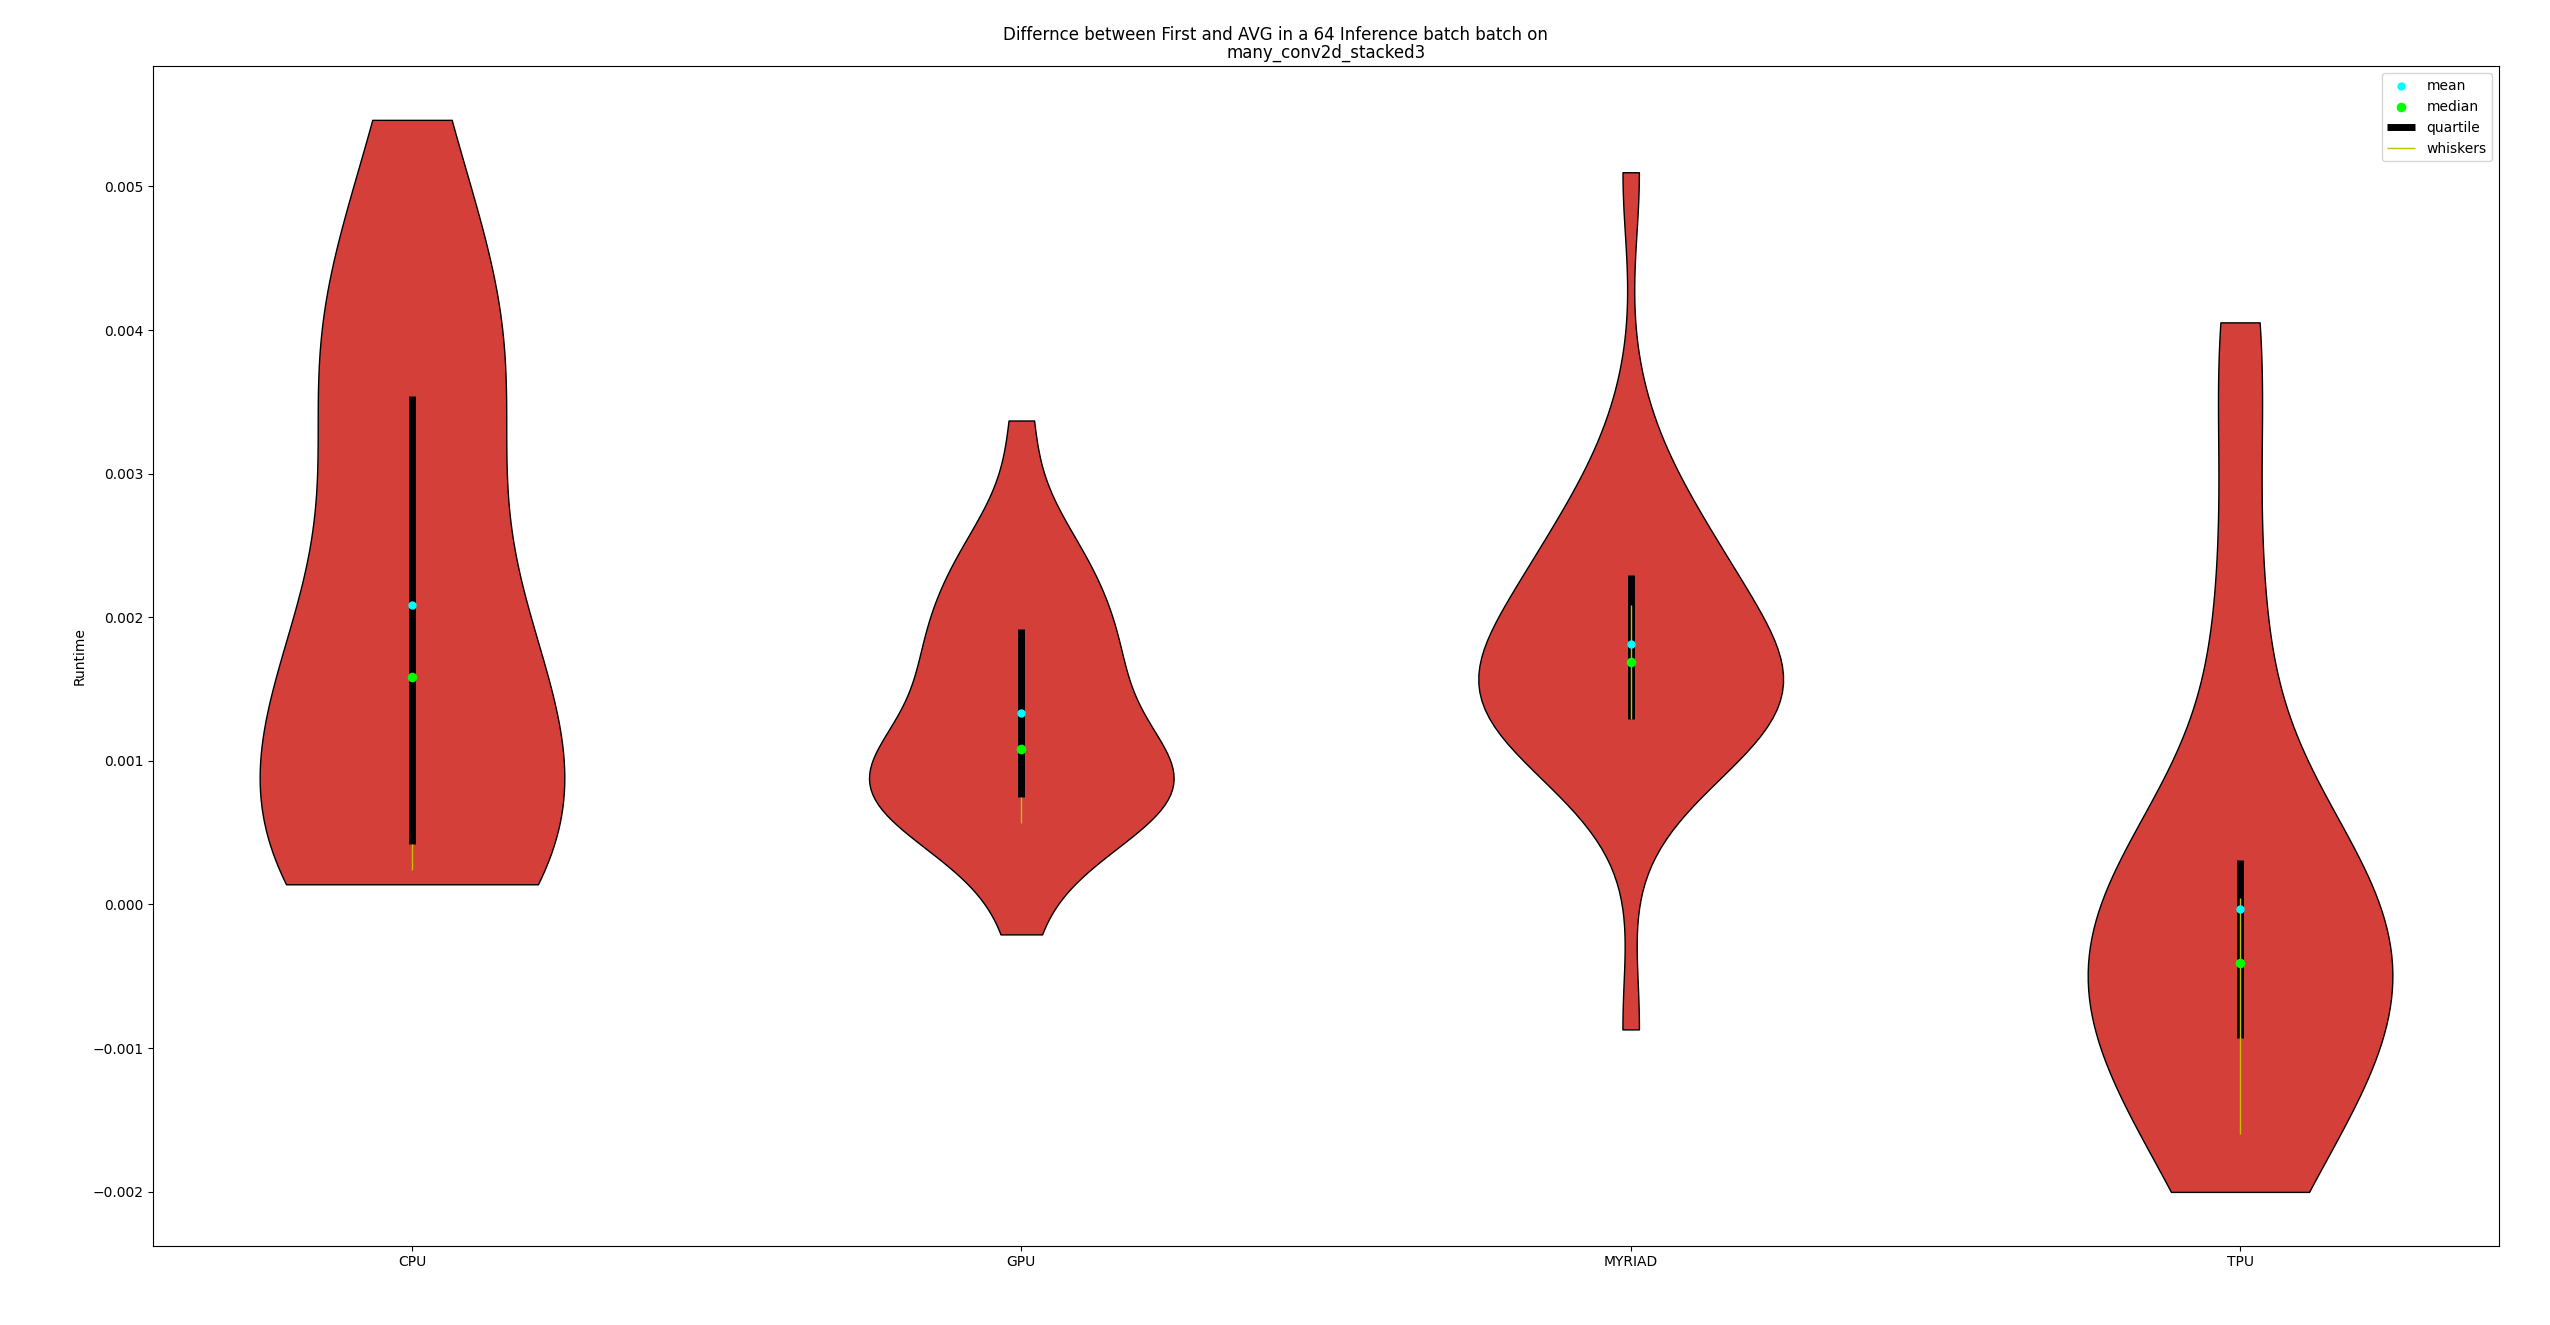 Differnce between First and AVG in a 64 Inference batch batch on
many_conv2d_stacked3
mean
median
quartile
whiskers
Runtime
0.005
0.004
0.003
0.002
0.001
0.000
−0.001
−0.002
CPU
GPU
MYRIAD
TPU